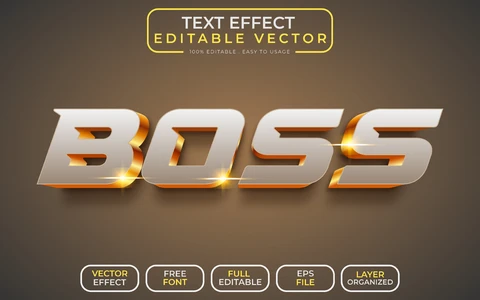 TEXT EFFECT
EDITABLE VECTOR
100% EDITABLE . EASY TO USAGE
BOSS
VECTOR
EFFECT
FREE
FONT
FULL
EDITABLE
EPS
FILE
LAYER
ORGANIZED